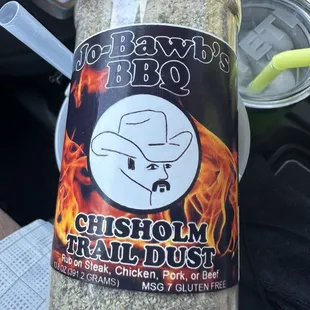 Jo-Bawb's
BBQ
CHISHOLM
TRAIL DUST
Rub on Steak, Chicken, Pork, or Beef
OZ (391.2 GRAMS) MSG ? GLUTEN FREE